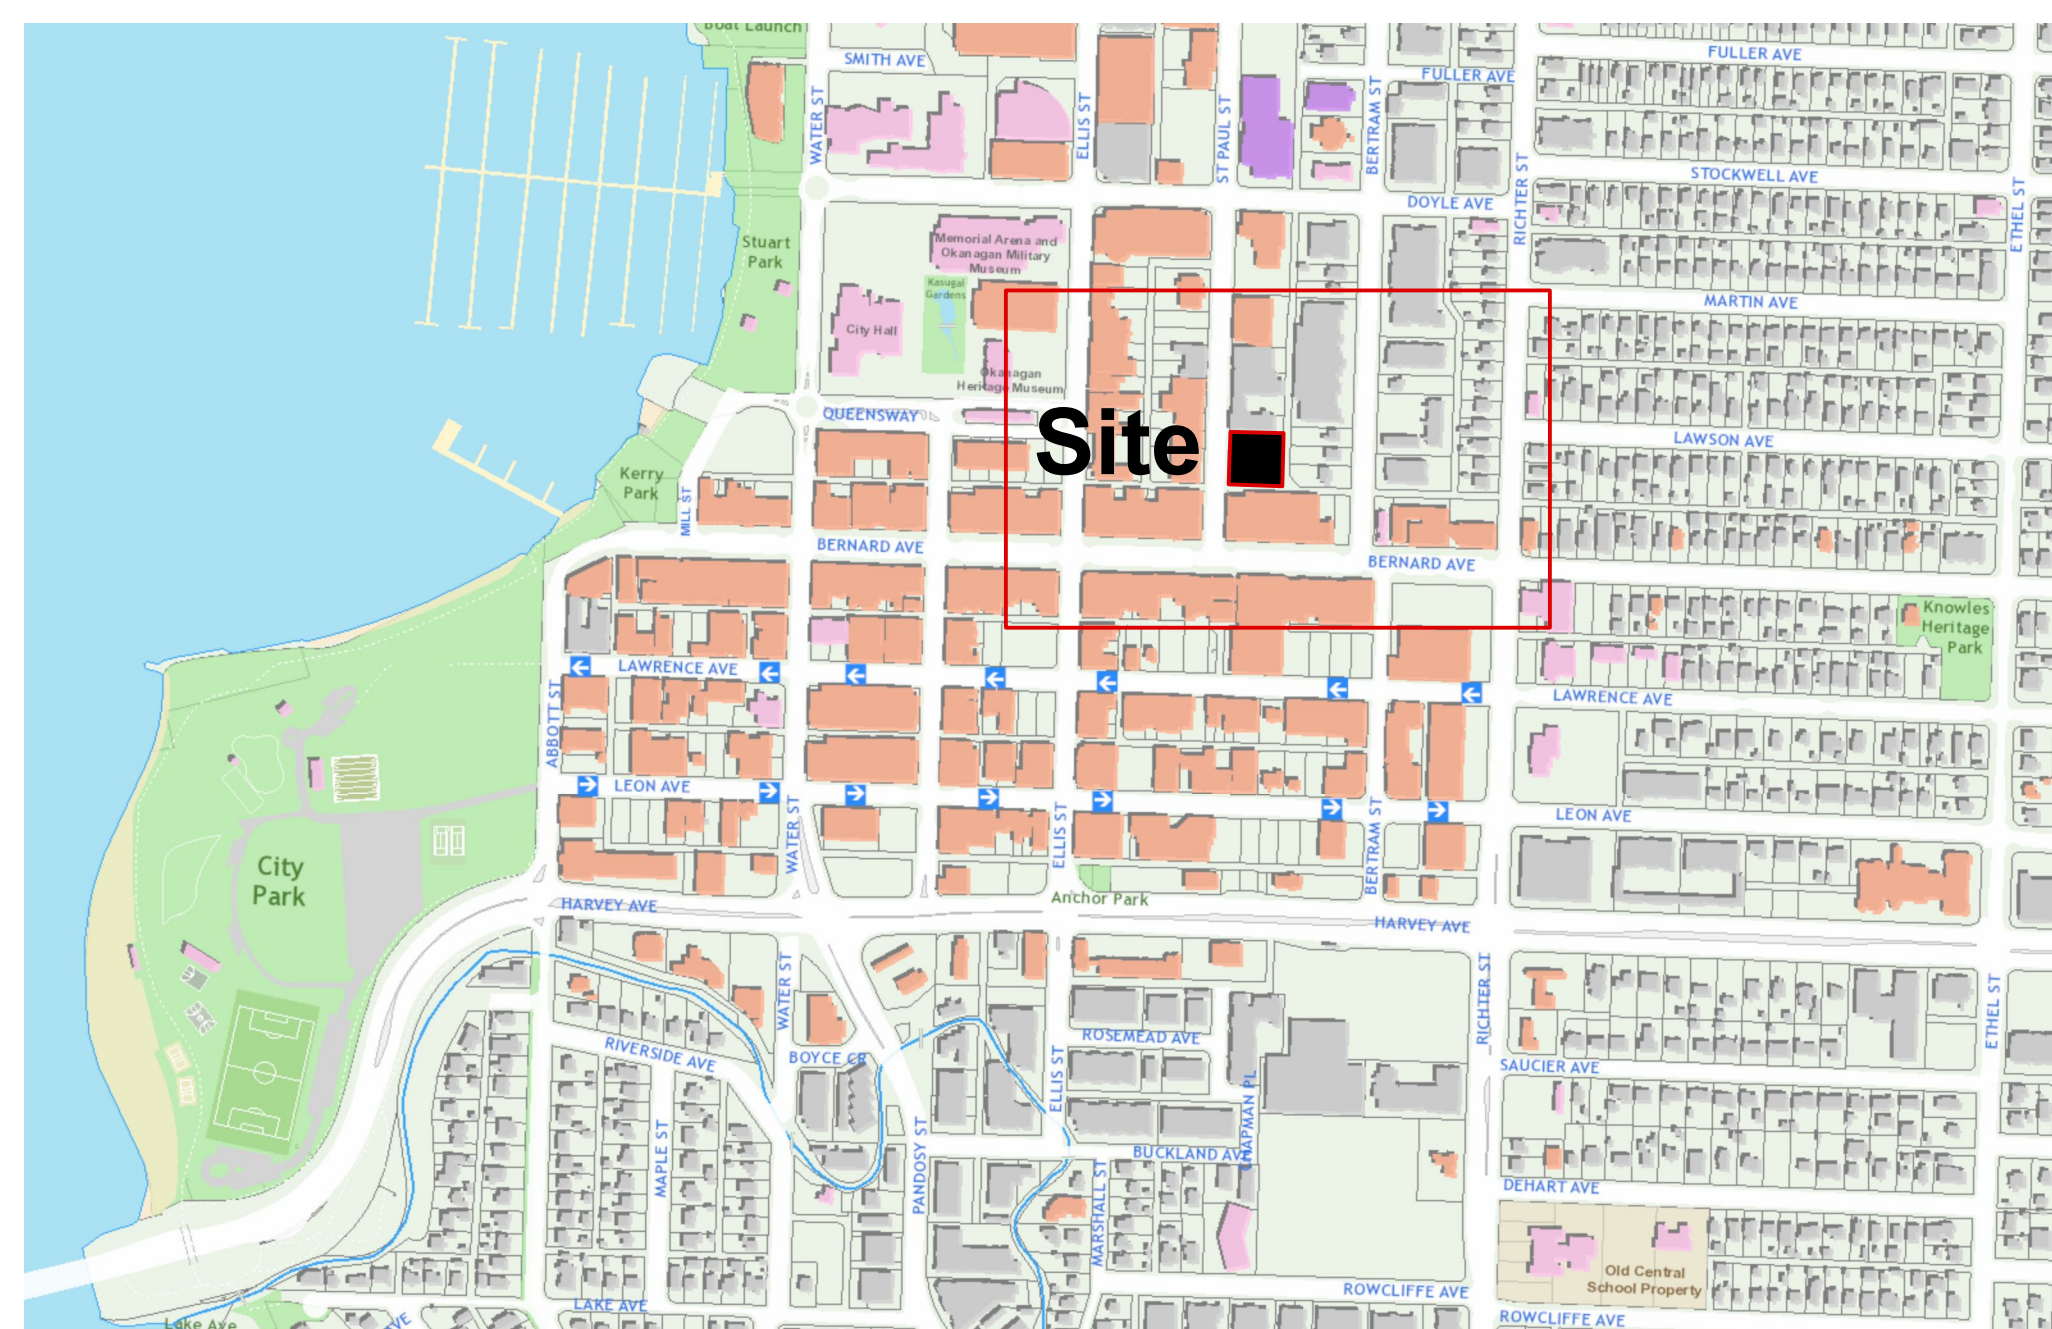 Boat Launch
SMITH AVE
FULLER AVE
FULLER AVE
WATER ST
ELLIS ST
ST PAUL ST
BERTRAM ST
RICHTER ST
STOCKWELL AVE
ETHEL ST
DOYLE AVE
Stuart
Park
Memorial Arena and
Okanagan Military
Museum
Kasugai
Gardens
City Hall
MARTIN AVE
Okanagan
Heritage Museum
QUEENSWAY
Site
LAWSON AVE
Kerry
Park
MILL ST
BERNARD AVE
BERNARD AVE
Knowles
Heritage
Park
LAWRENCE AVE
LAWRENCE AVE
ABBOTT ST
LEON AVE
LEON AVE
WATER ST
ELLIS ST
BERTRAM ST
City
Park
Anchor Park
HARVEY AVE
HARVEY AVE
WATER ST
RICHTER ST
ETHEL ST
RIVERSIDE AVE
BOYCE CR
ROSEMEAD AVE
ELLIS ST
SAUCIER AVE
CHAPMAN PL
MAPLE ST
PANDOSY ST
BUCKLAND AVE
MARSHALL ST
DEHART AVE
Old Central
School Property
ROWCLIFFE AVE
LAKE AVE
ROWCLIFFE AVE
Lake Ave
VE